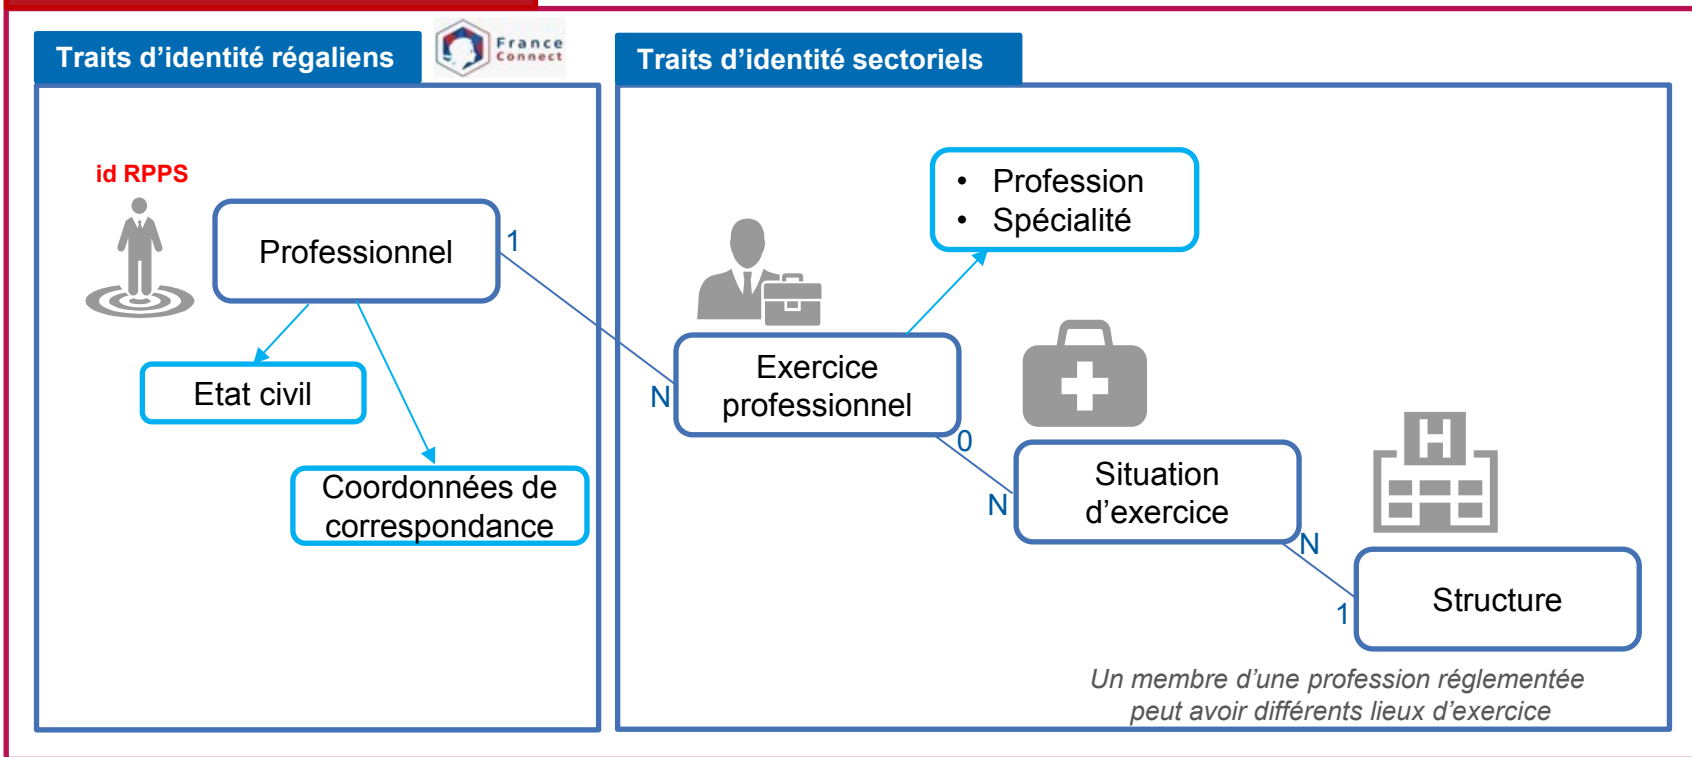 Traits d'identité régaliens
France
Connect
Traits d'identité sectoriels
id RPPS
Professionnel
1
Etat civil
Coordonnées de
correspondance
• Profession
• Spécialité
N
Exercice
professionnel
0
N
Situation
d'exercice
N
1
Structure
Un membre d'une profession réglementée
peut avoir différents lieux d'exercice
H